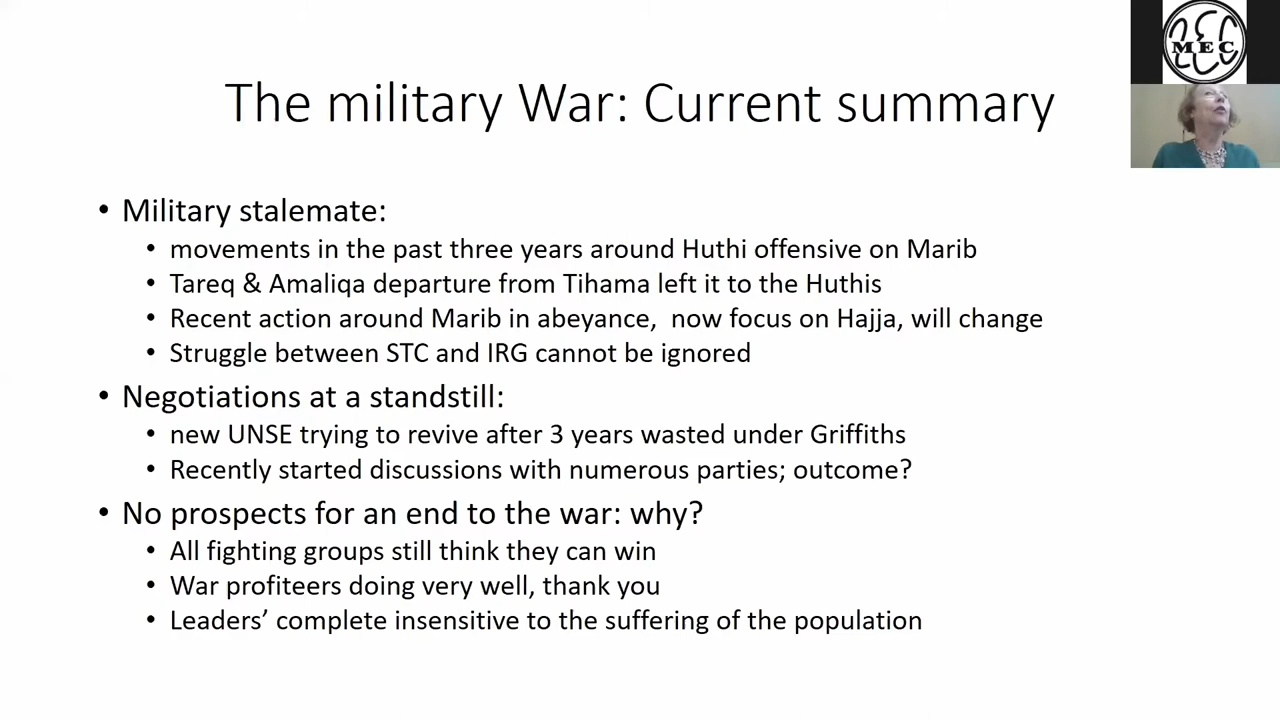 The military War: Current summary
• Military stalemate:
• movements in the past three years around Huthi offensive on Marib
• Tareq & Amaliqa departure from Tihama left it to the Huthis
• Recent action around Marib in abeyance, now focus on Hajja, will change
• Struggle between STC and IRG cannot be ignored
• Negotiations at a standstill:
• new UNSE trying to revive after 3 years wasted under Griffiths
• Recently started discussions with numerous parties; outcome?
• No prospects for an end to the war: why?
• All fighting groups still think they can win
• War profiteers doing very well, thank you
• Leaders’ complete insensitive to the suffering of the population
MEC